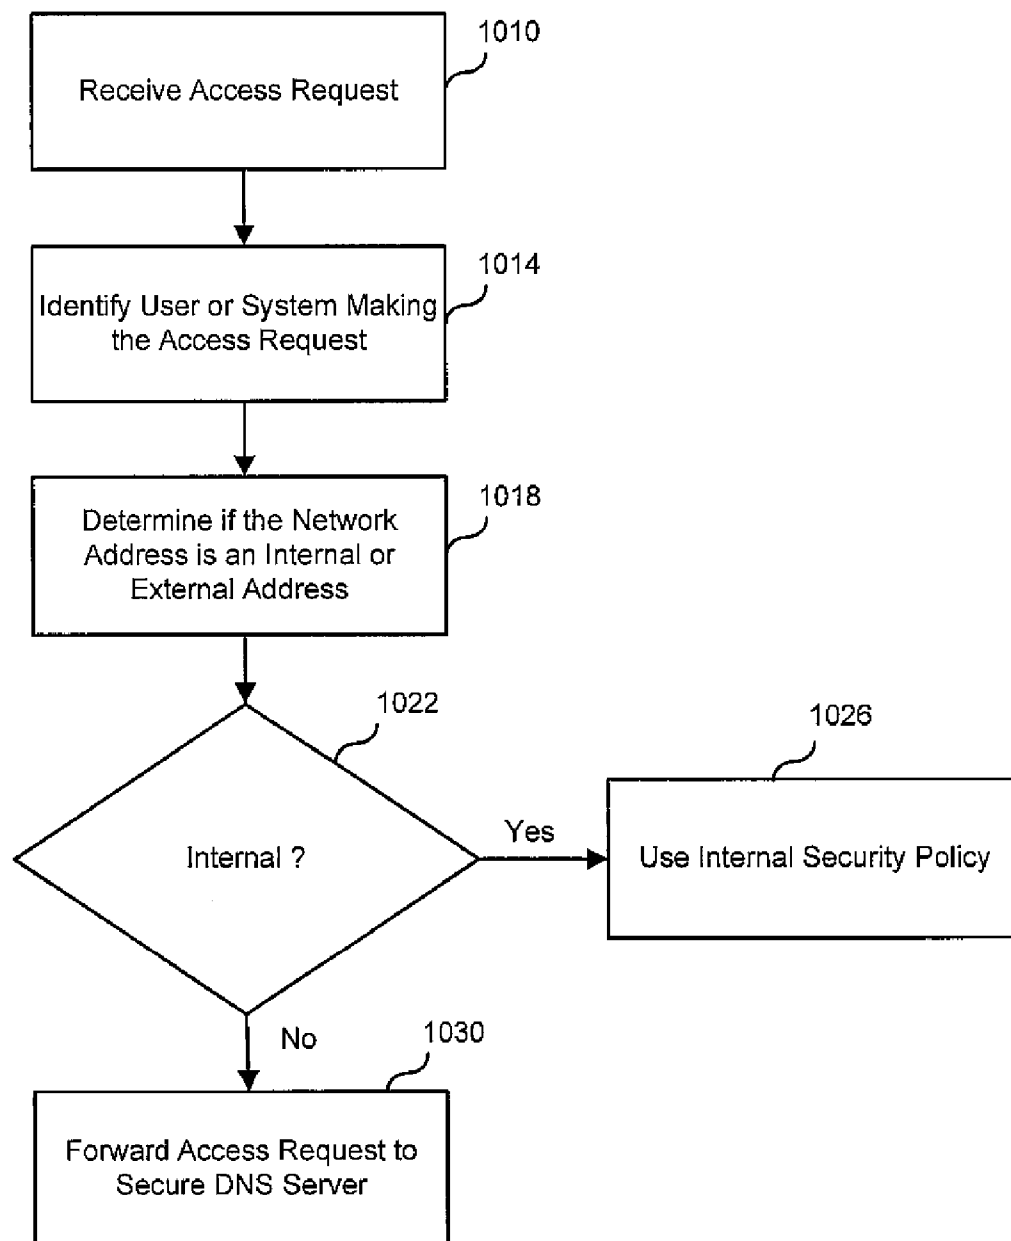 1010
Receive Access Request
1014
Identify User or System Making
the Access Request
1018
Determine if the Network
Address is an Internal or
External Address
1022
Internal ?
Yes
1026
Use Internal Security Policy
No
1030
Forward Access Request to
Secure DNS Server